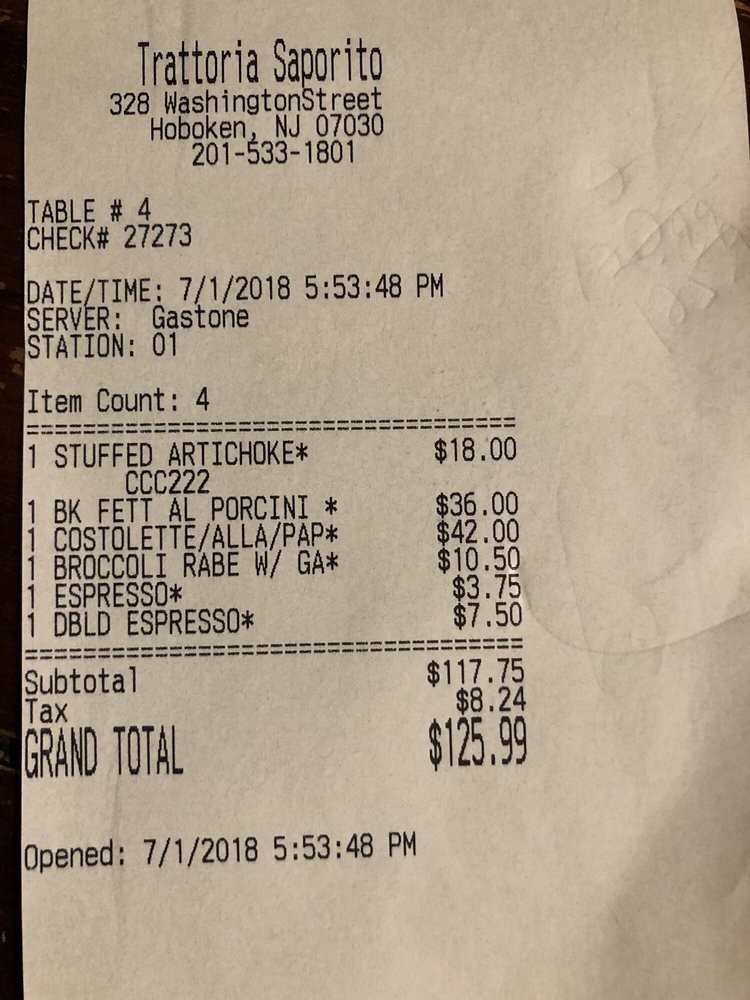 Trattoria Saporito
328 WashingtonStreet
Hoboken, NJ 07030
201-533-1801
TABLE # 4
CHECK# 27273
DATE/TIME: 7/1/2018 5:53:48 PM
SERVER: Gastone
STATION: 01
Item Count: 4
===================================
1 STUFFED ARTICHOKE* $18.00
CCC222
1 BK FETT AL PORCINI * $36.00
1 COSTOLETTE/ALLA/PAP* $42.00
1 BROCCOLI RABE W/ GA* $10.50
1 ESPRESSO* $3.75
1 DBLD ESPRESSO* $7.50
===================================
Subtotal $117.75
Tax $8.24
GRAND TOTAL $125.99
Opened: 7/1/2018 5:53:48 PM